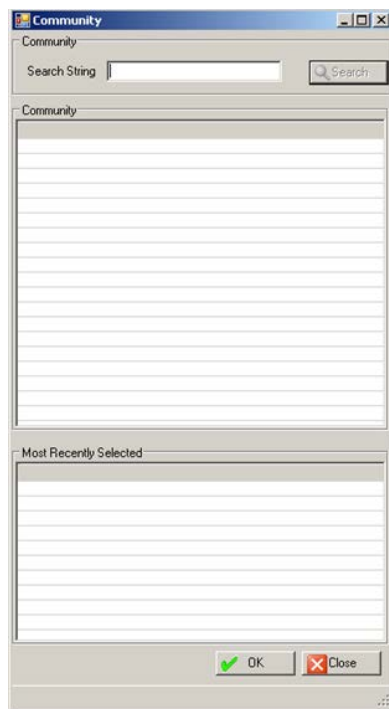 Community
Community
Search String
Search
Community
Most Recently Selected
OK
Close